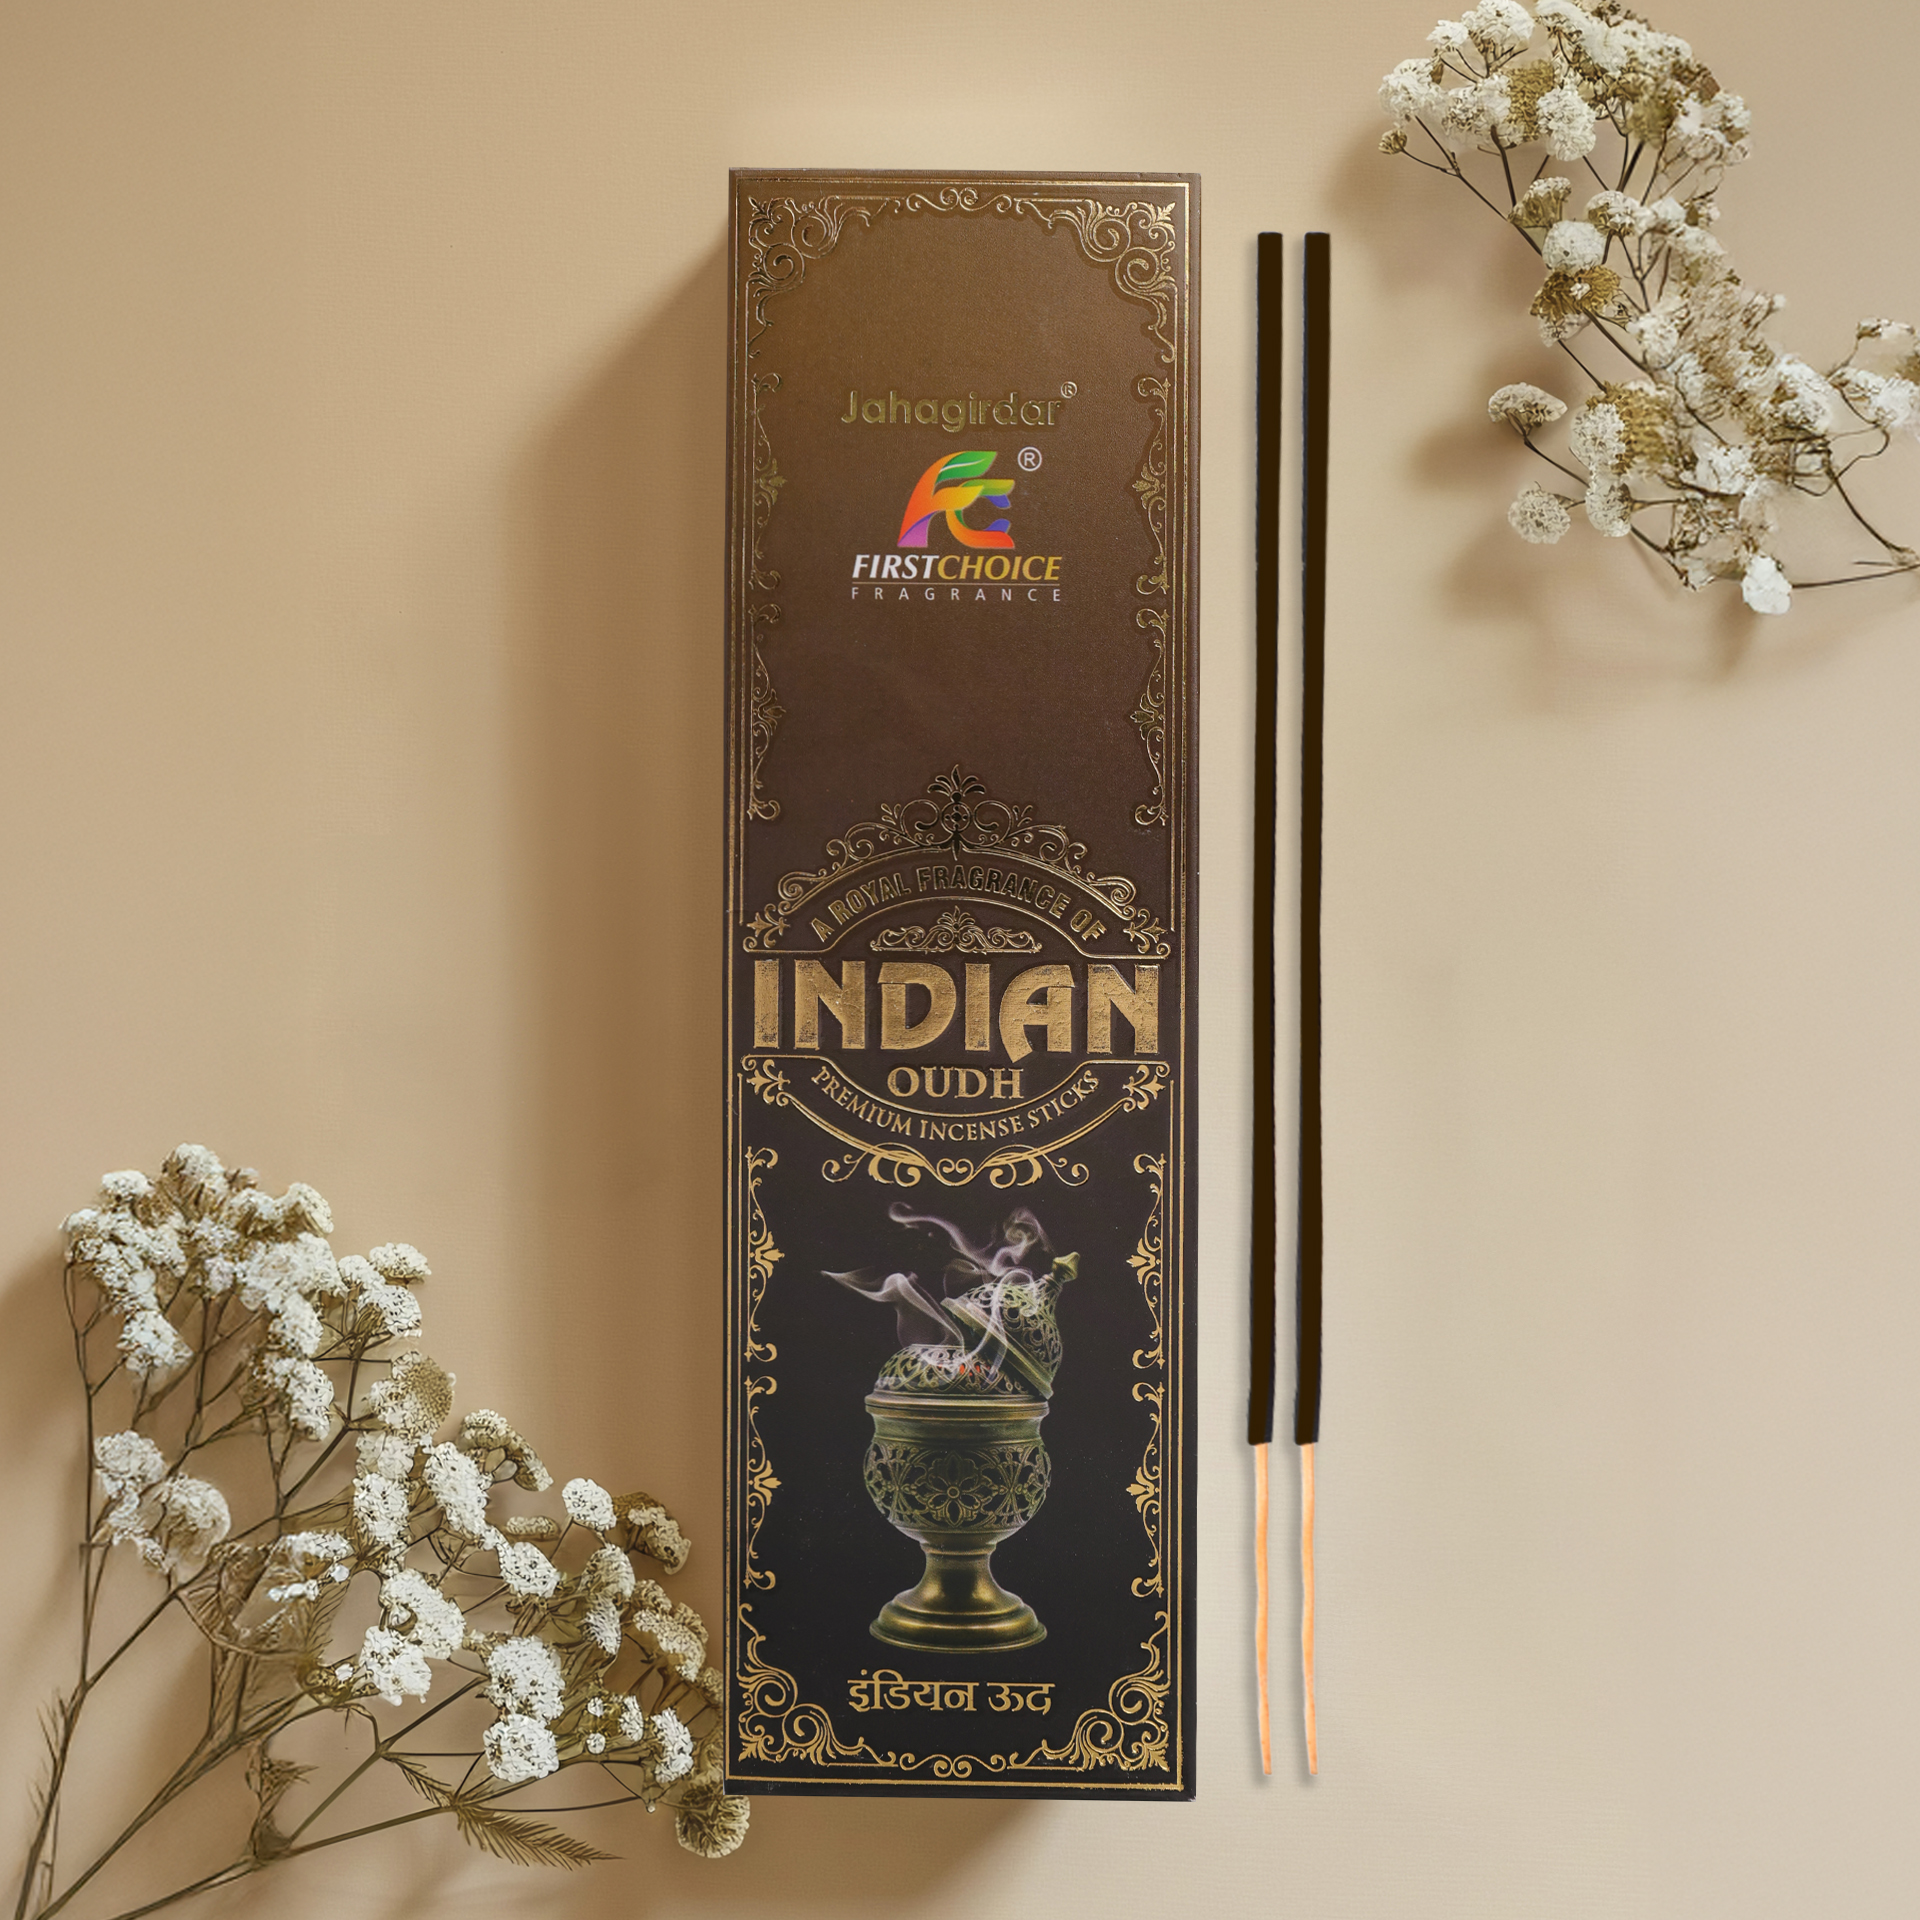 Jahagirdar®
®
FIRSTCHOICE
FRAGRANCE
A ROYAL FRAGRANCE OF
INDIAN
OUDH
PREMIUM INCENSE STICKS
इंडियन ऊद